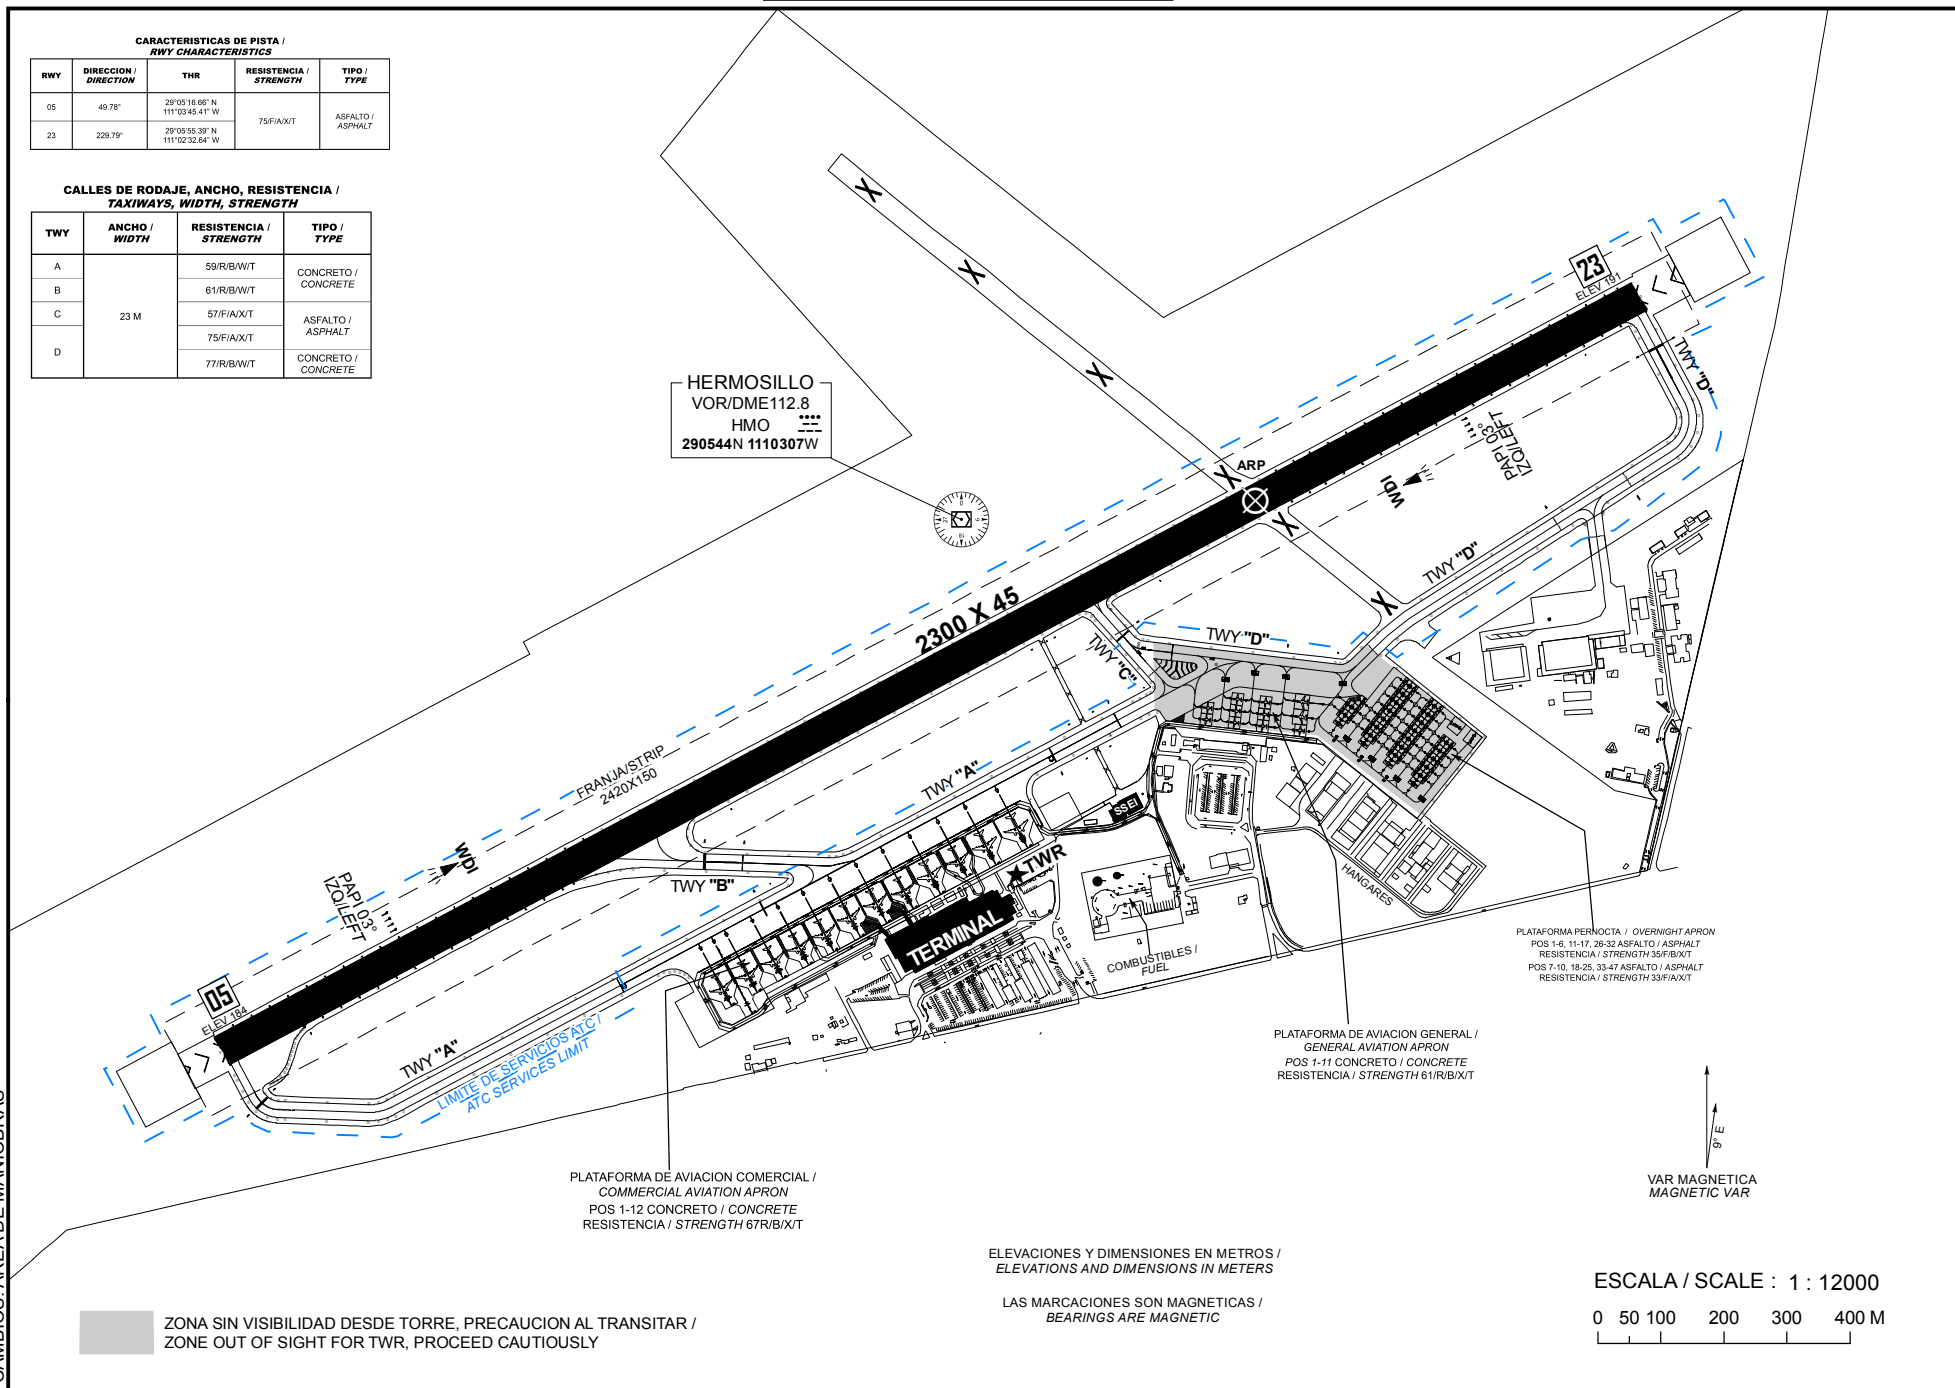 CARACTERISTICAS DE PISTA /
RWY CHARACTERISTICS
RWY
DIRECCION /
DIRECTION
THR
RESISTENCIA /
STRENGTH
TIPO /
TYPE
05
49.78°
29°05'16.66" N
111°03'45.41" W
75/F/A/X/T
ASFALTO /
ASPHALT
23
229.79°
29°05'55.39" N
111°02'32.64" W
CALLES DE RODAJE, ANCHO, RESISTENCIA /
TAXIWAYS, WIDTH, STRENGTH
TWY
ANCHO /
WIDTH
RESISTENCIA /
STRENGTH
TIPO /
TYPE
A
23 M
59/R/B/W/T
CONCRETO /
CONCRETE
B
61/R/B/W/T
C
57/F/A/X/T
ASFALTO /
ASPHALT
D
75/F/A/X/T
77/R/B/W/T
CONCRETO /
CONCRETE
HERMOSILLO
VOR/DME112.8
HMO
290544N 1110307W
23
ELEV 191
TWY "D"
PAPI 03°
IZQ/LEFT
WDI
ARP
TWY "D"
2300 X 45
TWY "D"
TWY "C"
FRANJA/STRIP
2420X150
TWY "A"
WDI
SSEI
TWR
TWY "B"
PAPI 03°
IZQ/LEFT
TERMINAL
HANGARES
COMBUSTIBLES /
FUEL
05
ELEV 184
TWY "A"
LIMITE DE SERVICIOS ATC /
ATC SERVICES LIMIT
PLATAFORMA PERNOCTA / OVERNIGHT APRON
POS 1-6, 11-17, 26-32 ASFALTO / ASPHALT
RESISTENCIA / STRENGTH 35/F/B/X/T
POS 7-10, 18-25, 33-47 ASFALTO / ASPHALT
RESISTENCIA / STRENGTH 33/F/A/X/T
PLATAFORMA DE AVIACION GENERAL /
GENERAL AVIATION APRON
POS 1-11 CONCRETO / CONCRETE
RESISTENCIA / STRENGTH 61/R/B/X/T
PLATAFORMA DE AVIACION COMERCIAL /
COMMERCIAL AVIATION APRON
POS 1-12 CONCRETO / CONCRETE
RESISTENCIA / STRENGTH 67R/B/X/T
9° E
VAR MAGNETICA
MAGNETIC VAR
ELEVACIONES Y DIMENSIONES EN METROS /
ELEVATIONS AND DIMENSIONS IN METERS
LAS MARCACIONES SON MAGNETICAS /
BEARINGS ARE MAGNETIC
ESCALA / SCALE : 1 : 12000
0 50 100 200 300 400 M
ZONA SIN VISIBILIDAD DESDE TORRE, PRECAUCION AL TRANSITAR /
ZONE OUT OF SIGHT FOR TWR, PROCEED CAUTIOUSLY